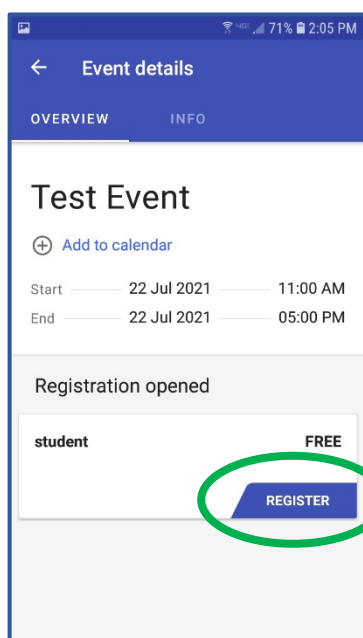 71% 2:05 PM
Event details
OVERVIEW INFO
Test Event
Add to calendar
Start 22 Jul 2021 11:00 AM
End 22 Jul 2021 05:00 PM
Registration opened
student FREE
REGISTER